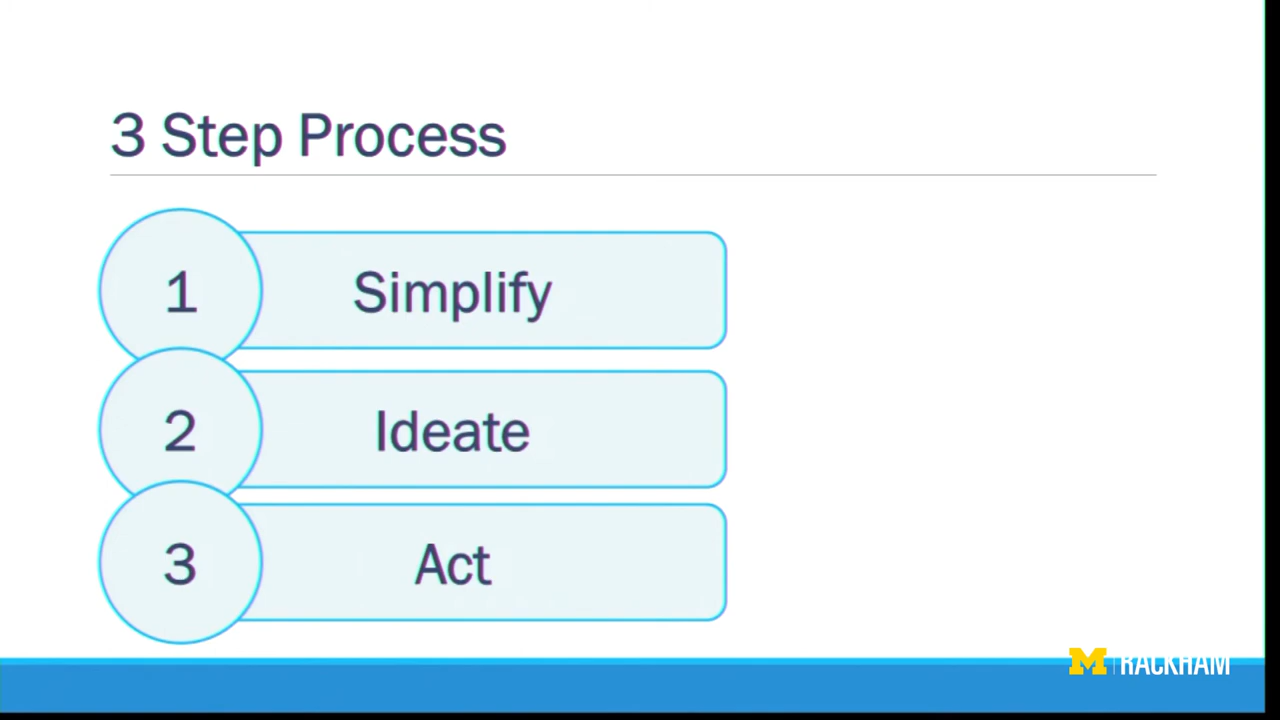 3 Step Process
1 Simplify
2 Ideate
3 Act
M RACKHAM